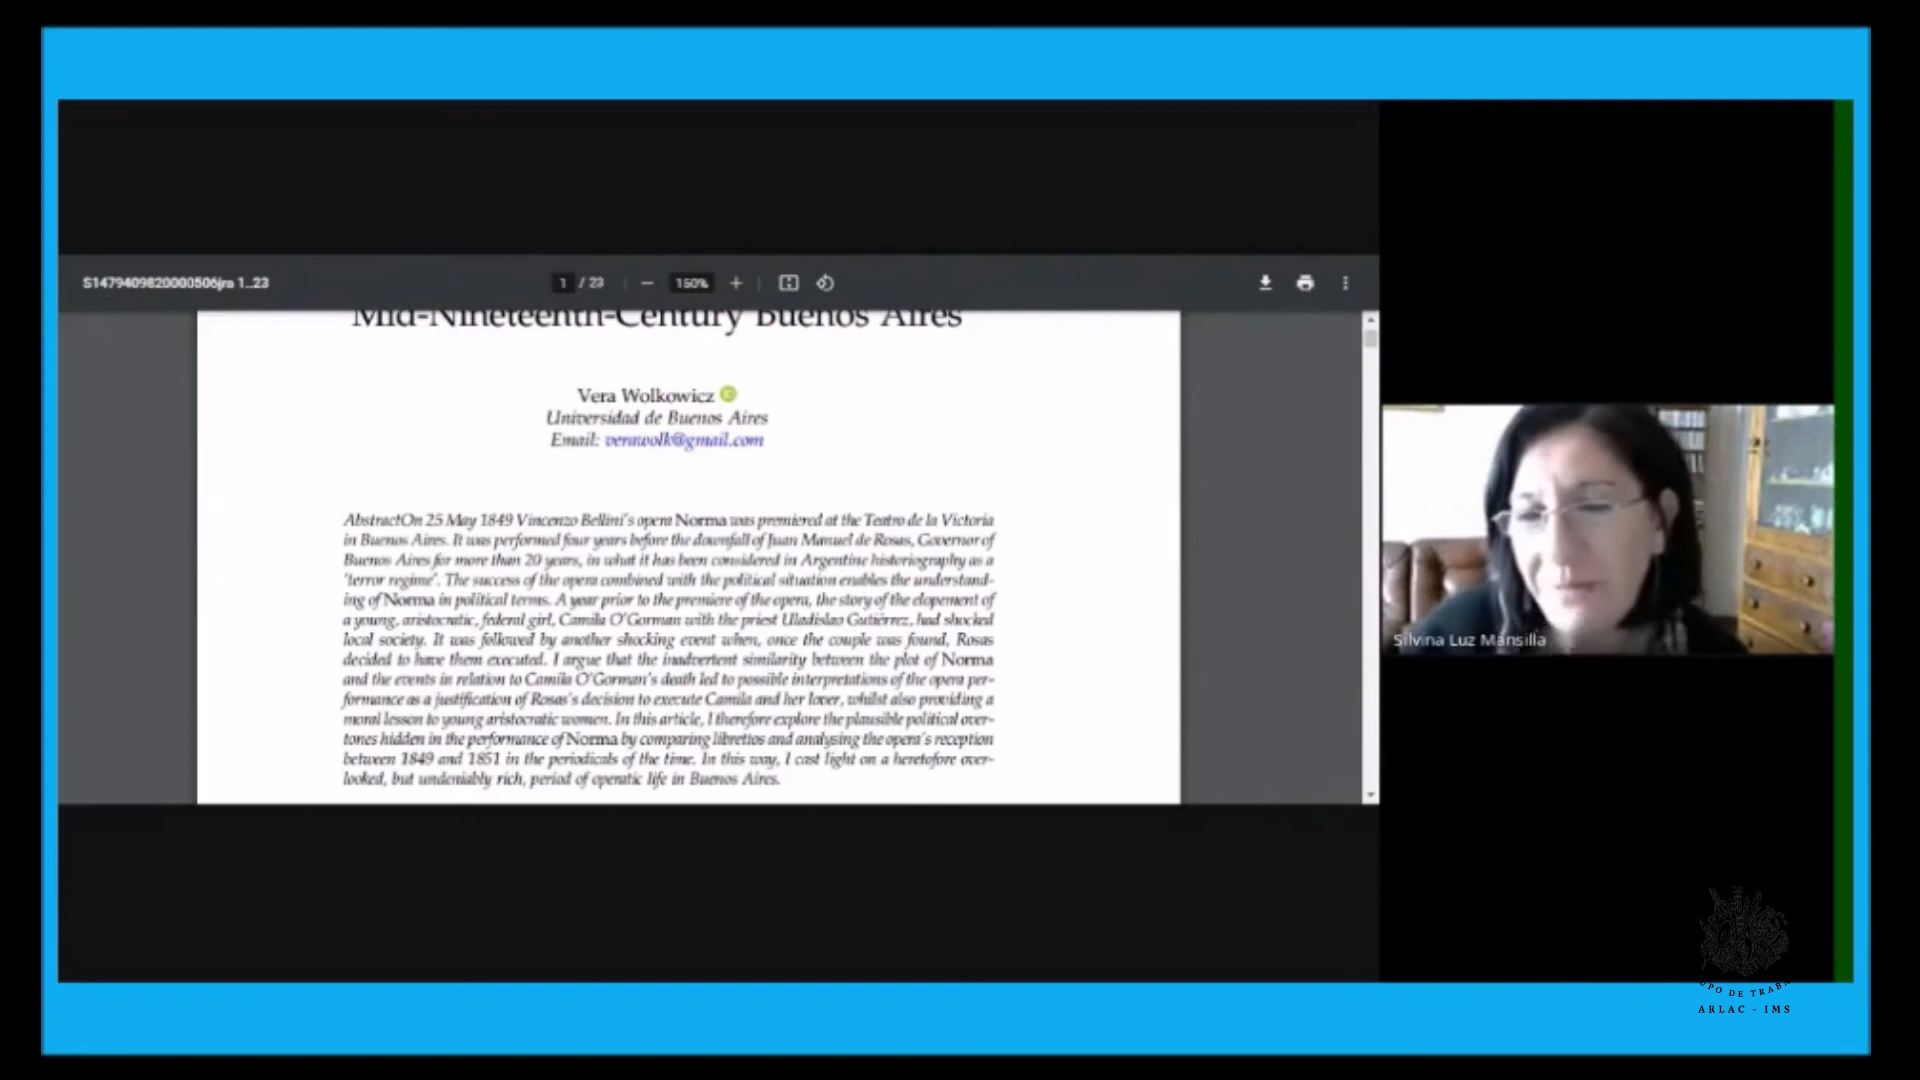 S1479409820000506jra 1..23
1 / 23
150%
Mid-Nineteenth-Century Buenos Aires
Vera Wolkowicz iD
Universidad de Buenos Aires
Email: verawolk@gmail.com
AbstractOn 25 May 1849 Vincenzo Bellini's opera Norma was premiered at the Teatro de la Victoria
in Buenos Aires. It was performed four years before the downfall of Juan Manuel de Rosas, Governor of
Buenos Aires for more than 20 years, in what it has been considered in Argentine historiography as a
'terror regime'. The success of the opera combined with the political situation enables the understand-
ing of Norma in political terms. A year prior to the premiere of the opera, the story of the elopement of
a young, aristocratic, federal girl, Camila O'Gorman with the priest Uladislao Gutiérrez, had shocked
local society. It was followed by another shocking event when, once the couple was found, Rosas
decided to have them executed. I argue that the inadvertent similarity between the plot of Norma
and the events in relation to Camila O'Gorman's death led to possible interpretations of the opera per-
formance as a justification of Rosas's decision to execute Camila and her lover, whilst also providing a
moral lesson to young aristocratic women. In this article, I therefore explore the plausible political over-
tones hidden in the performance of Norma by comparing librettos and analysing the opera's reception
between 1849 and 1851 in the periodicals of the time. In this way, I cast light on a heretofore over-
looked, but undeniably rich, period of operatic life in Buenos Aires.
Silvina Luz Mansilla
UPO DE TRABA
ARLAC - IMS